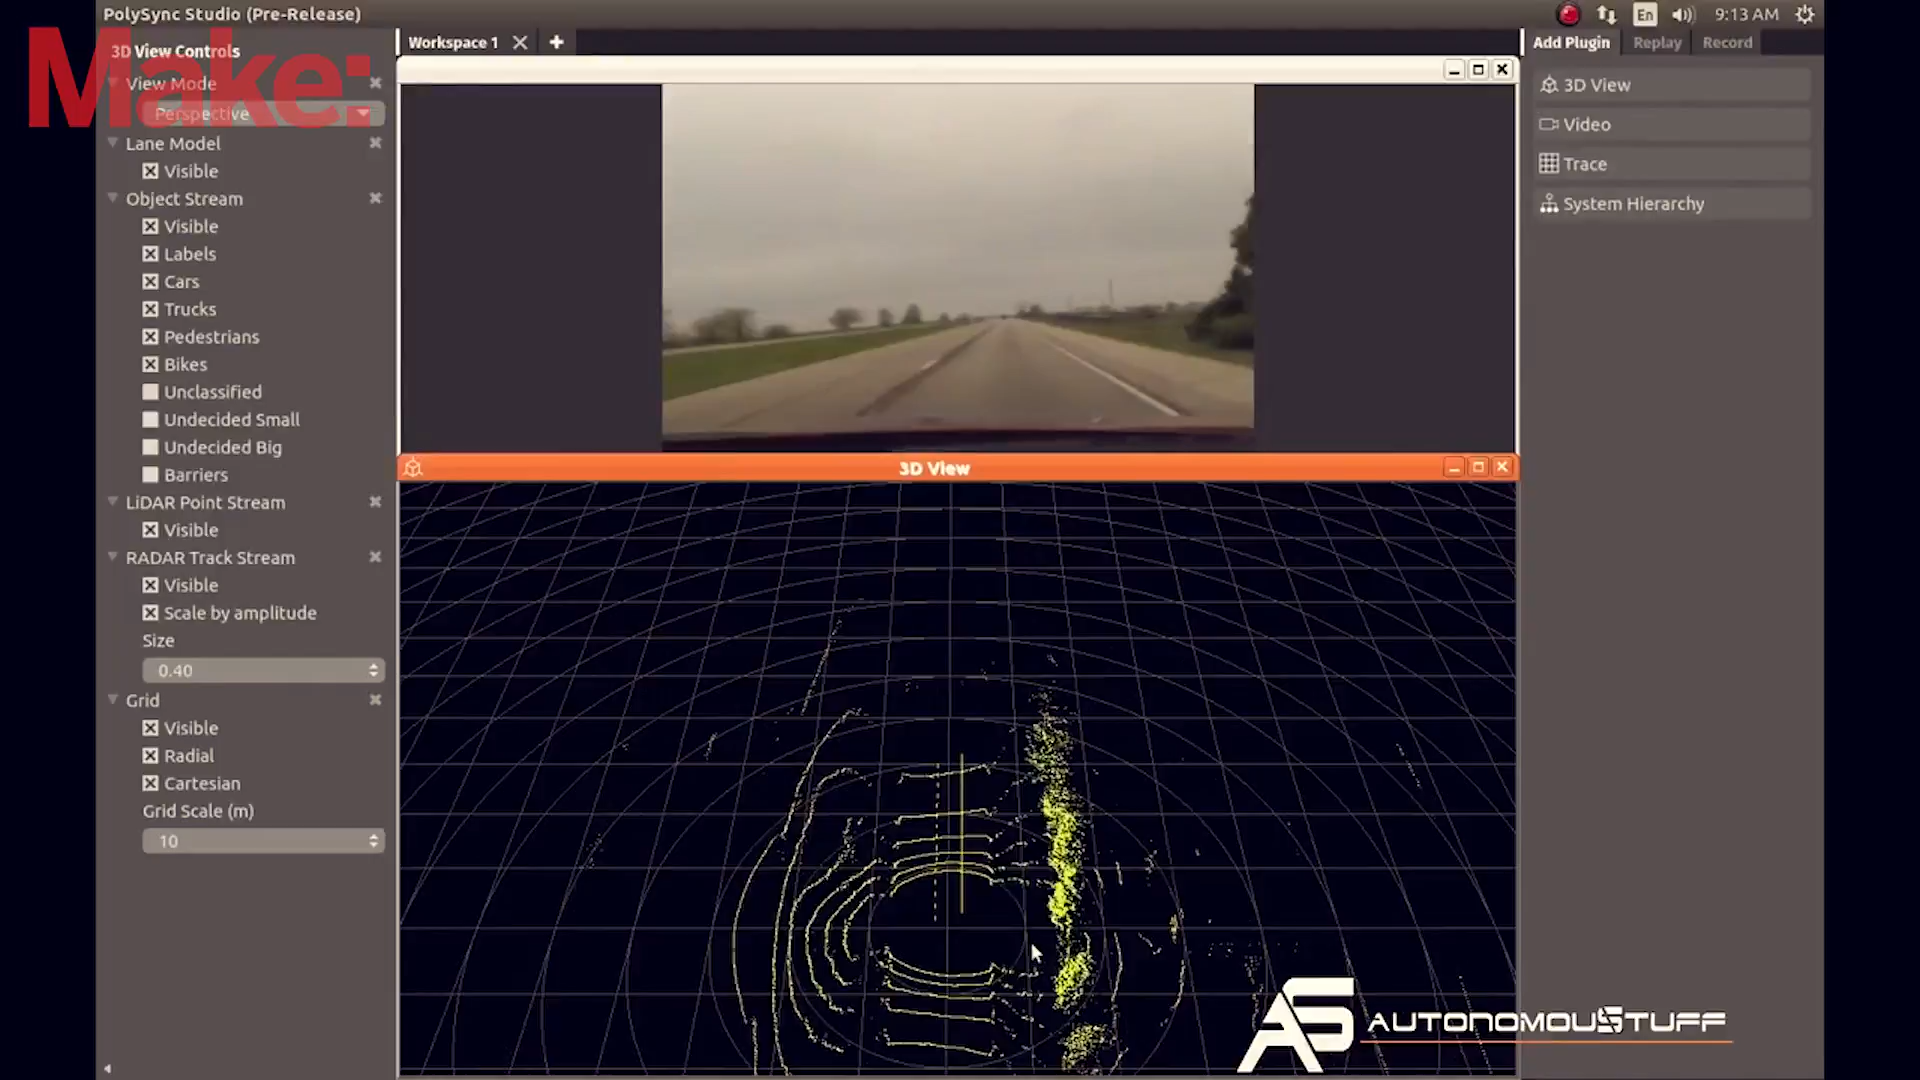 PolySync Studio (Pre-Release)
En
9:13 AM
Make:
3D View Controls
View Mode
Perspective
Lane Model
Visible
Object Stream
Visible
Labels
Cars
Trucks
Pedestrians
Bikes
Unclassified
Undecided Small
Undecided Big
Barriers
LiDAR Point Stream
Visible
RADAR Track Stream
Visible
Scale by amplitude
Size
0.40
Grid
Visible
Radial
Cartesian
Grid Scale (m)
10
Workspace 1
3D View
Add Plugin
Replay
Record
3D View
Video
Trace
System Hierarchy
AS AUTONOMOUSTUFF